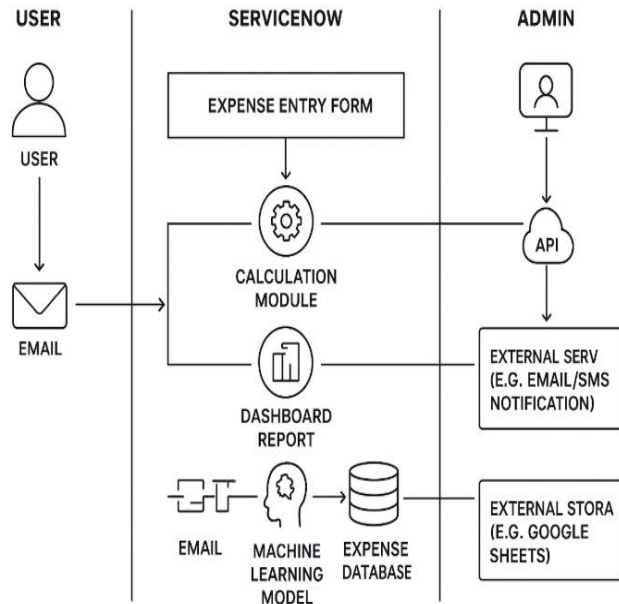 USER
SERVICENOW
ADMIN
USER
EMAIL
EXPENSE ENTRY FORM
CALCULATION
MODULE
DASHBOARD
REPORT
API
EXTERNAL SERV
(E.G. EMAIL/SMS
NOTIFICATION)
EMAIL
MACHINE
LEARNING
MODEL
EXPENSE
DATABASE
EXTERNAL STORA
(E.G. GOOGLE
SHEETS)